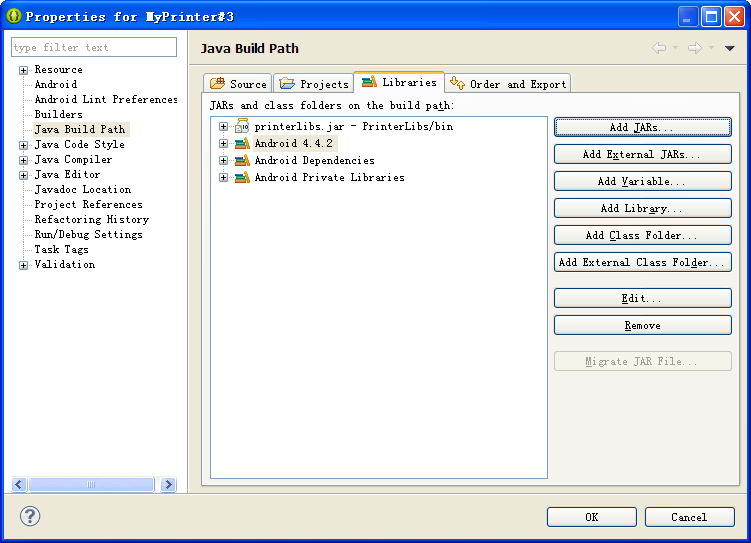 Properties for MyPrinter#3
type filter text
Resource
Android
Android Lint Preferences
Builders
Java Build Path
Java Code Style
Java Compiler
Java Editor
Javadoc Location
Project References
Refactoring History
Run/Debug Settings
Task Tags
Validation
Java Build Path
Source
Projects
Libraries
Order and Export
JARs and class folders on the build path:
printerlibs.jar - PrinterLibs/bin
Android 4.4.2
Android Dependencies
Android Private Libraries
Add JARs...
Add External JARs...
Add Variable...
Add Library...
Add Class Folder...
Add External Class Folder...
Edit...
Remove
Migrate JAR File...
?
OK
Cancel